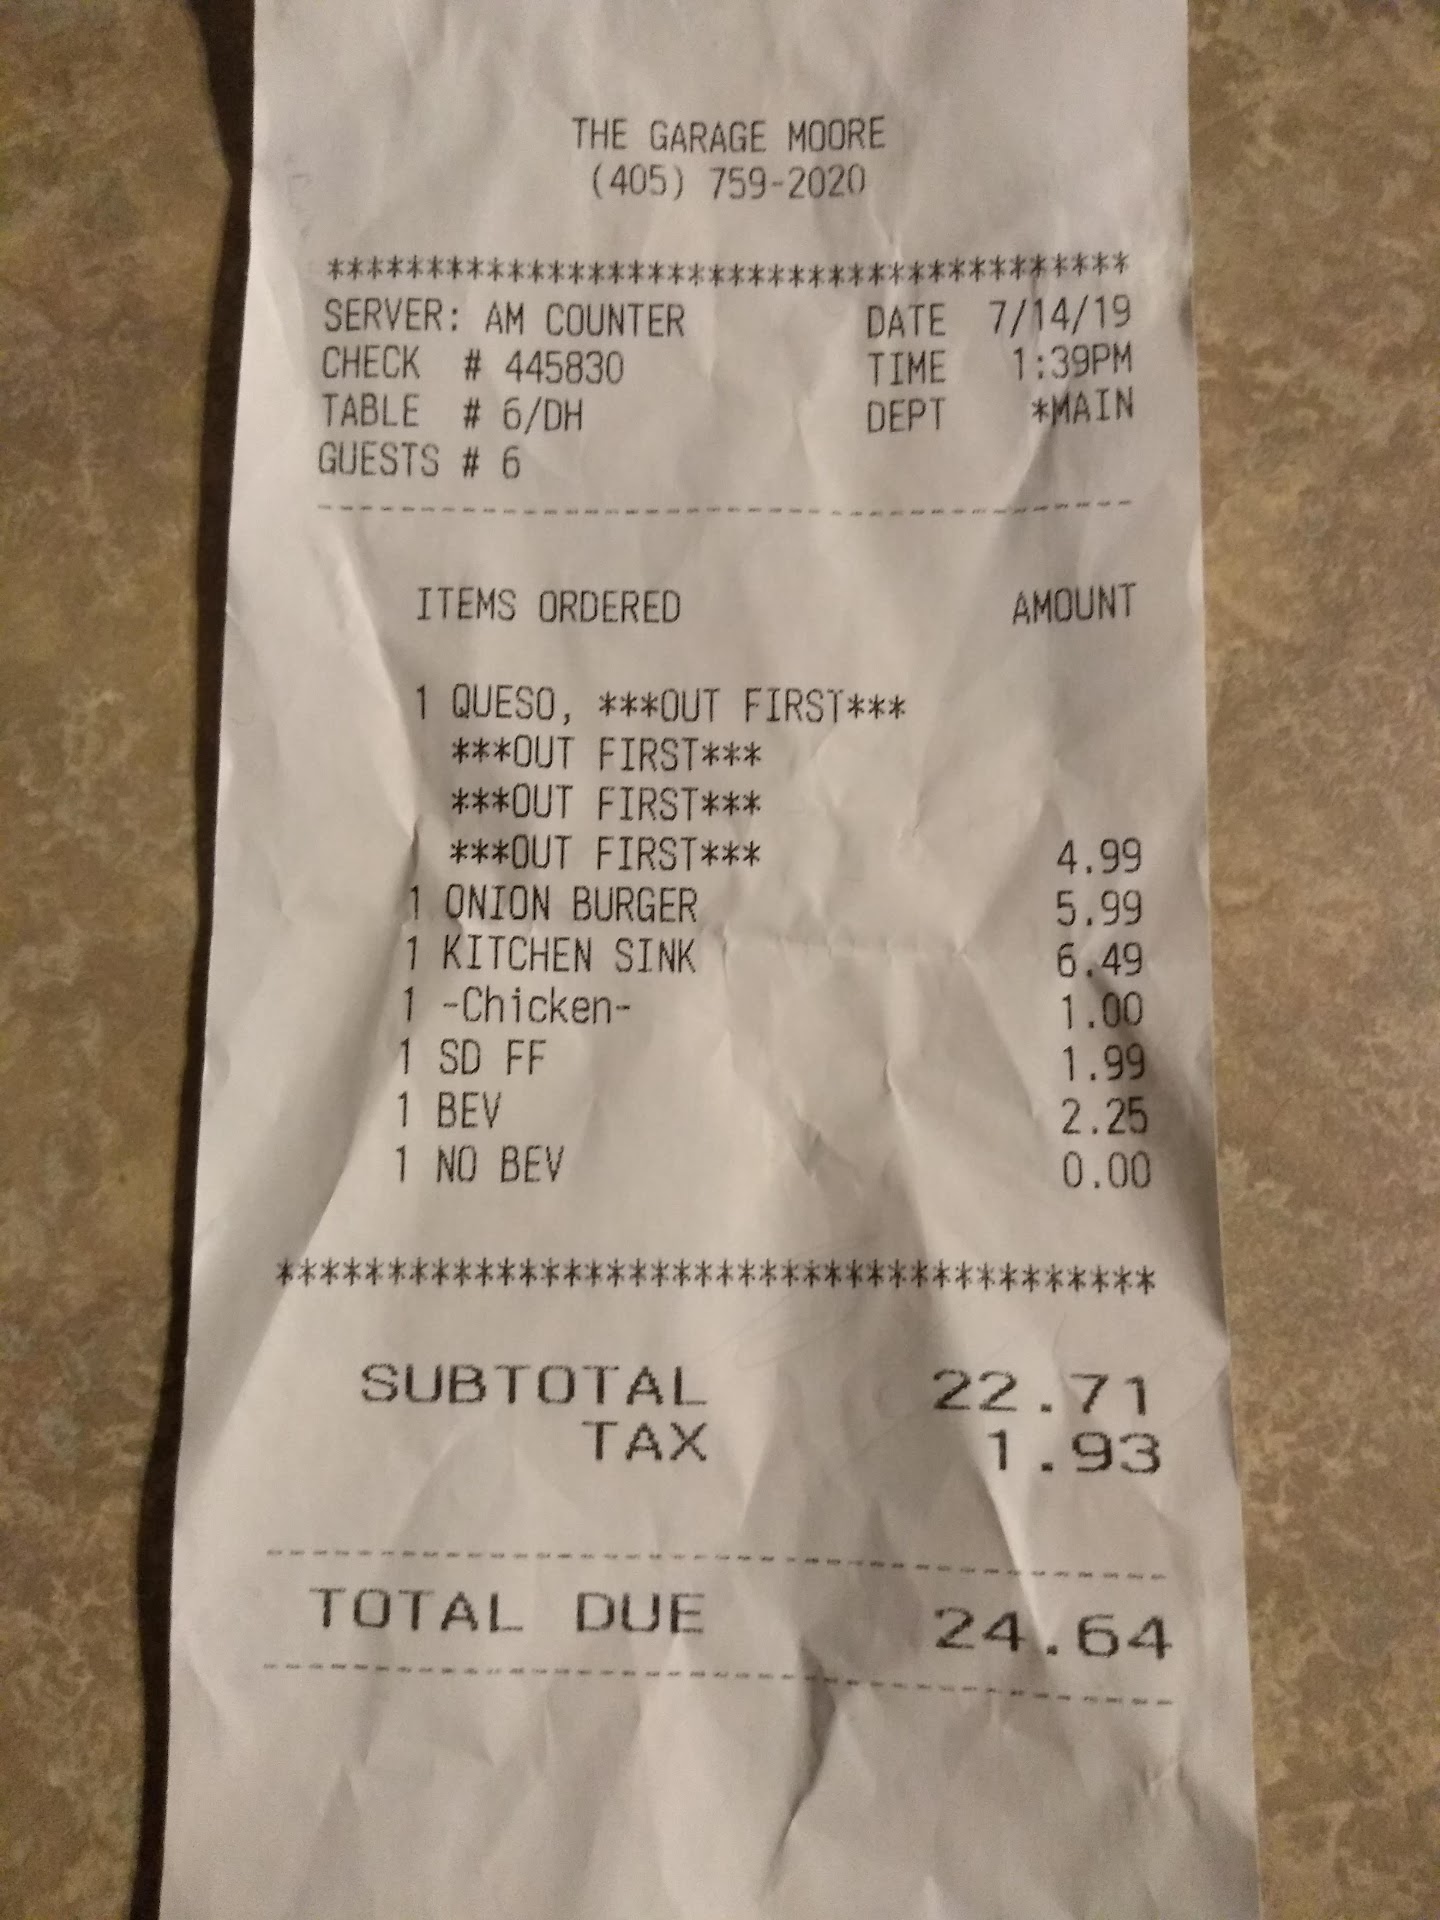 THE GARAGE MOORE
(405) 759-2020
****************************************
SERVER: AM COUNTER DATE 7/14/19
CHECK # 445830 TIME 1:39PM
TABLE # 6/DH DEPT *MAIN
GUESTS # 6
----------------------------------------
ITEMS ORDERED AMOUNT
1 QUESO, ***OUT FIRST***
***OUT FIRST***
***OUT FIRST***
***OUT FIRST*** 4.99
1 ONION BURGER 5.99
1 KITCHEN SINK 6.49
1 -Chicken- 1.00
1 SD FF 1.99
1 BEV 2.25
1 NO BEV 0.00
****************************************
SUBTOTAL 22.71
TAX 1.93
----------------------------------------
TOTAL DUE 24.64
----------------------------------------